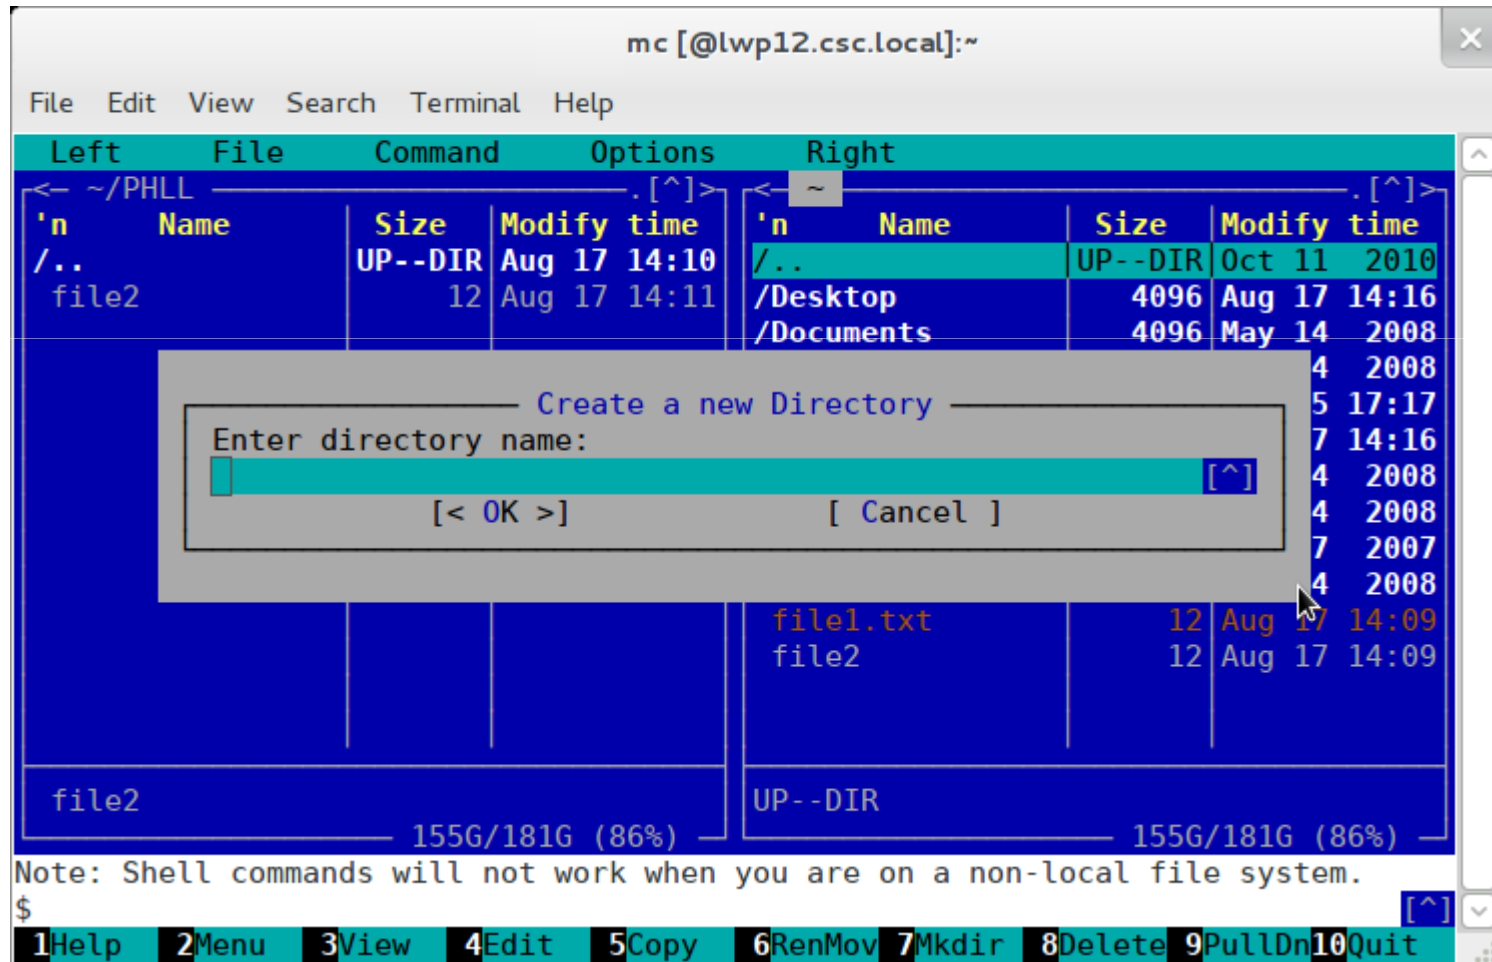 mc [@lwp12.csc.local]:~
File Edit View Search Terminal Help
Left File Command Options Right
<— ~/PHLL .[^]> <— ~ .[^]>
'n Name Size Modify time 'n Name Size Modify time
/.. UP--DIR Aug 17 14:10 /.. UP--DIR Oct 11 2010
file2 12 Aug 17 14:11 /Desktop 4096 Aug 17 14:16
/Documents 4096 May 14 2008
4 2008
Create a new Directory 5 17:17
Enter directory name: 7 14:16
[^] 4 2008
[< OK >] [ Cancel ] 4 2008
7 2007
4 2008
file1.txt 12 Aug 17 14:09
file2 12 Aug 17 14:09
file2 UP--DIR
155G/181G (86%) 155G/181G (86%)
Note: Shell commands will not work when you are on a non-local file system.
$ [^]
1Help 2Menu 3View 4Edit 5Copy 6RenMov 7Mkdir 8Delete 9PullDn 10Quit